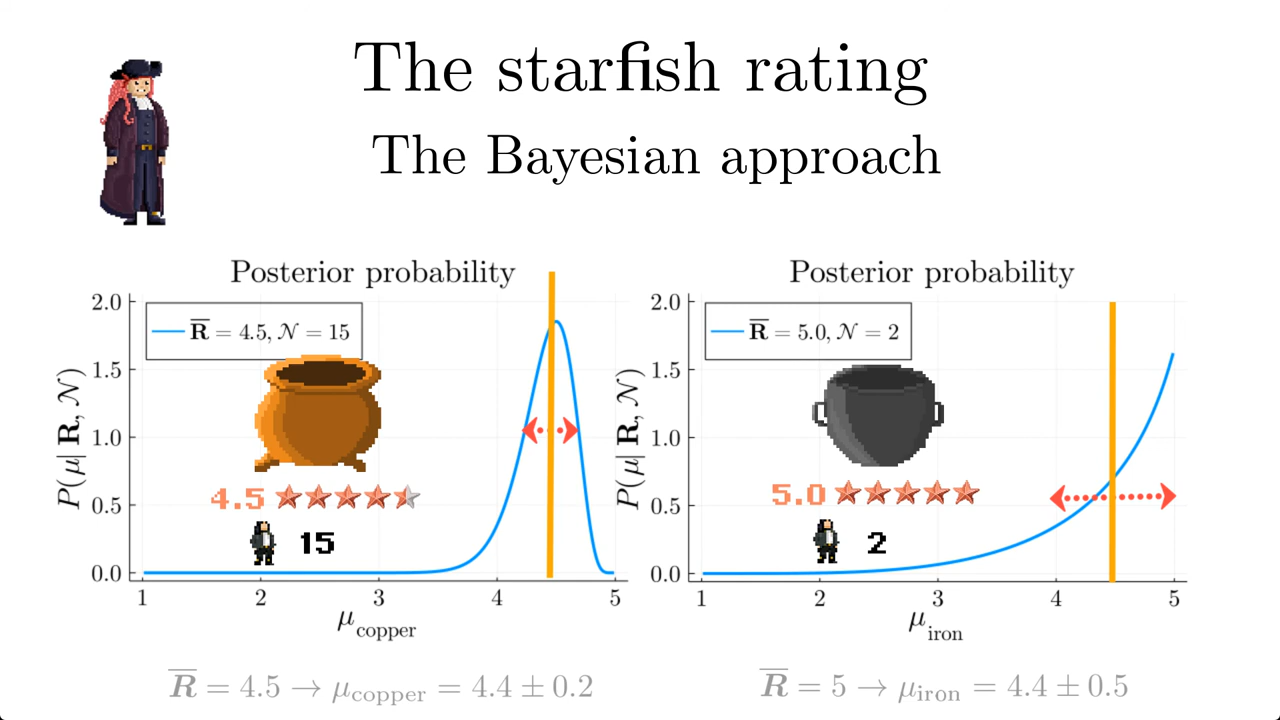 The starfish rating
The Bayesian approach
Posterior probability
2.0
1.5
1.0
0.5
0.0
P(μ| R, 𝒩)
R̅ = 4.5, 𝒩 = 15
4.5
15
1 2 3 4 5
μ_copper
Posterior probability
2.0
1.5
1.0
0.5
0.0
P(μ| R, 𝒩)
R̅ = 5.0, 𝒩 = 2
5.0
2
1 2 3 4 5
μ_iron
R̅ = 4.5 → μ_copper = 4.4 ± 0.2
R̅ = 5 → μ_iron = 4.4 ± 0.5